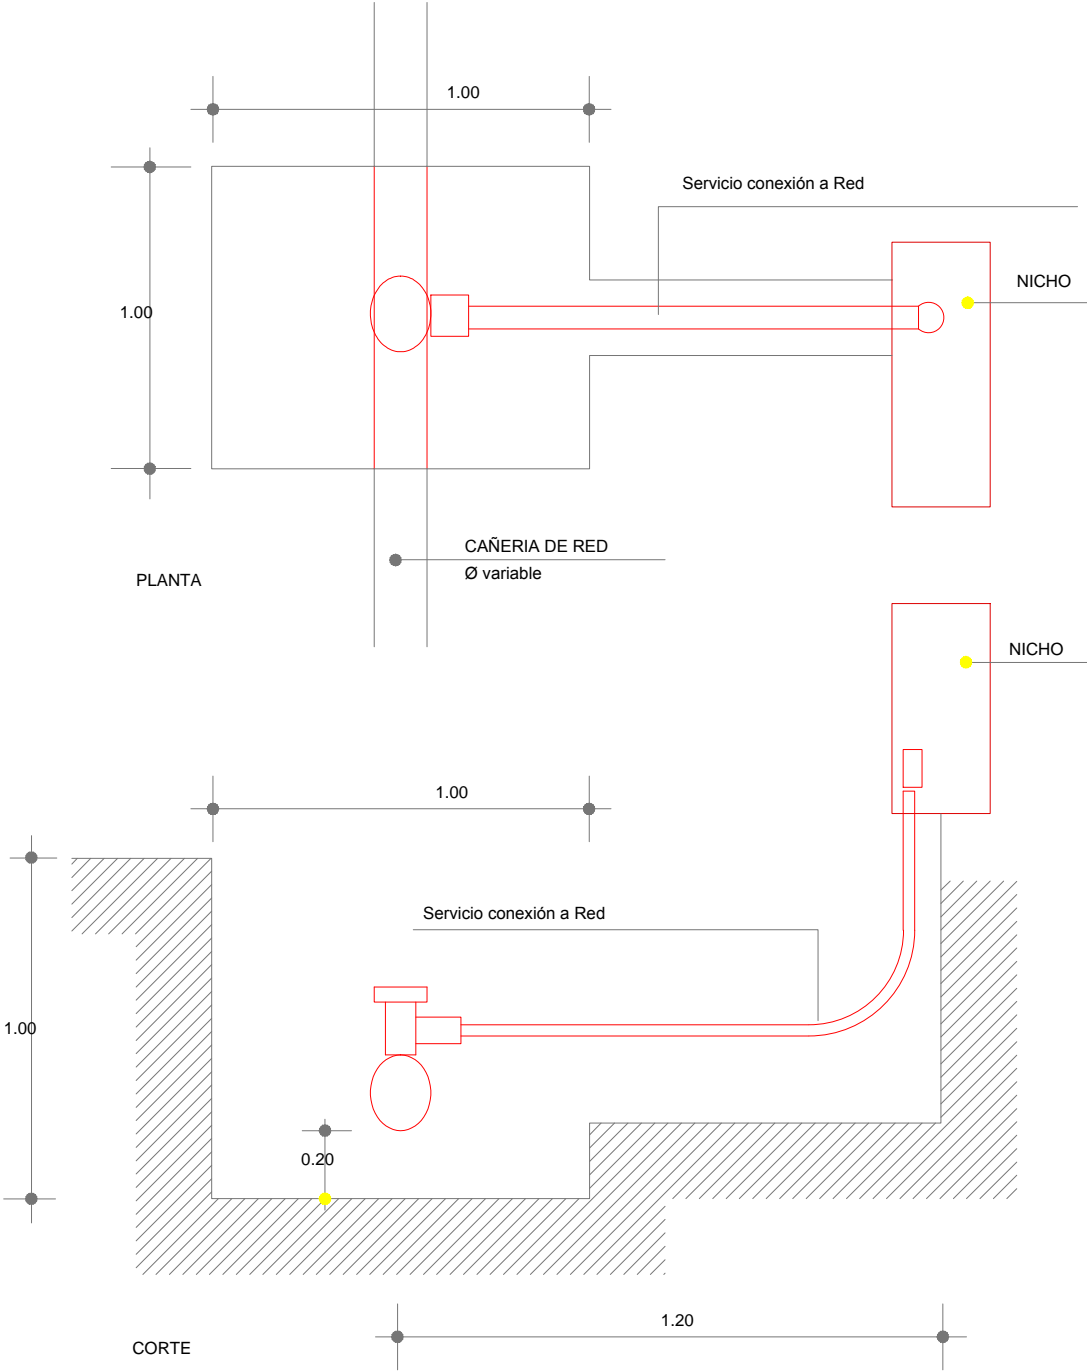 1.00
Servicio conexión a Red
NICHO
1.00
CAÑERIA DE RED
Ø variable
PLANTA
NICHO
1.00
Servicio conexión a Red
1.00
0.20
1.20
CORTE